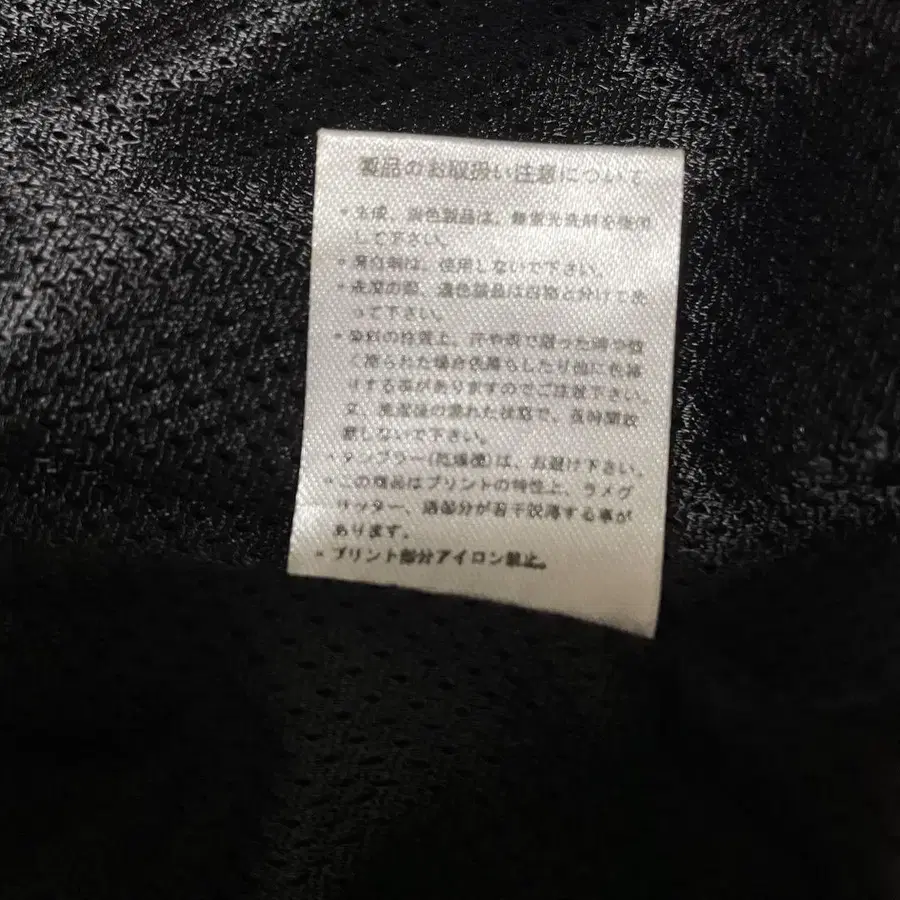 製品のお取扱い注意について
* 生成、淡色製品は、無蛍光洗剤を使用
して下さい。
* 漂白剤は、使用しないで下さい。
* 洗濯の際、濃色製品は白物と分けて洗
って下さい。
* 染料の性質上、汗や雨で湿った時や強
く擦られた場合色落ちしたり他に色移
りする事がありますのでご注意下さい。
又、洗濯後の濡れた状態で、長時間放
置しないで下さい。
* タンブラー(乾燥機)は、お避け下さい。
* この商品はプリントの特性上、ラメグ
リッター、箔部分が若干脱落する事が
あります。
* プリント部分アイロン禁止。